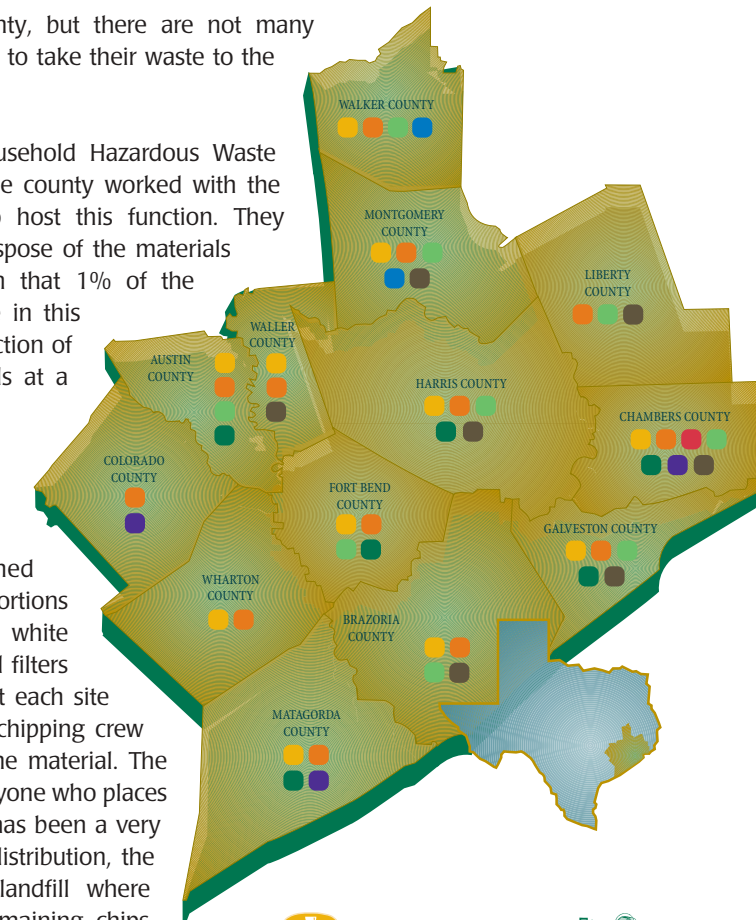 nty, but there are not many
to take their waste to the
usehold Hazardous Waste
e county worked with the
host this function. They
spose of the materials
that 1% of the
in this
ction of
ls at a
ned
ortions
white
filters
t each site
chipping crew
he material. The
yone who places
has been a very
distribution, the
landfill where
maining chips
WALKER COUNTY
MONTGOMERY
COUNTY
LIBERTY
COUNTY
WALLER
COUNTY
AUSTIN
COUNTY
HARRIS COUNTY
CHAMBERS COUNTY
COLORADO
COUNTY
FORT BEND
COUNTY
GALVESTON COUNTY
WHARTON
COUNTY
BRAZORIA
COUNTY
MATAGORDA
COUNTY